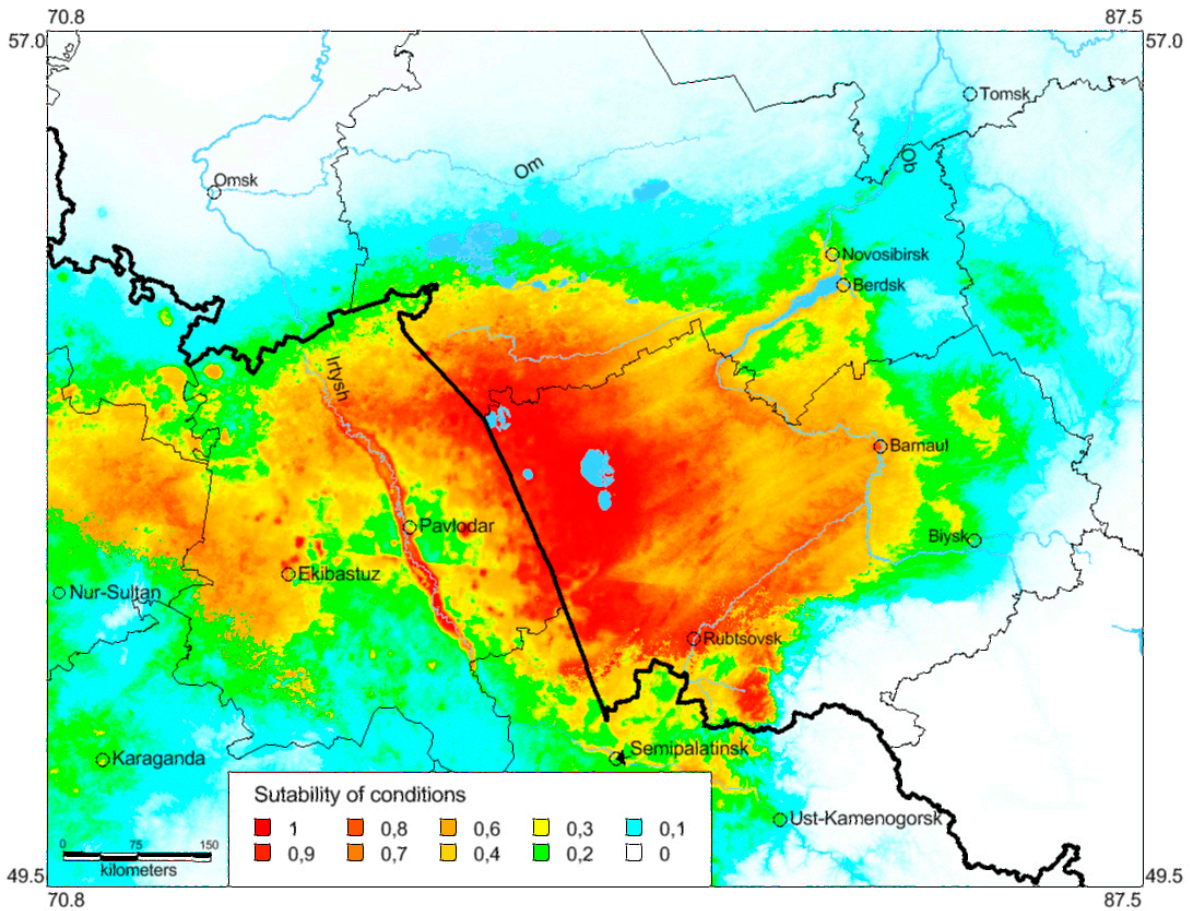 70.8 87.5
57.0 57.0
Tomsk
Ob
Om
Omsk
Novosibirsk
Berdsk
Irtysh
Barnaul
Pavlodar
Biysk
Ekibastuz
Nur-Sultan
Rubtsovsk
Semipalatinsk
Karaganda
Ust-Kamenogorsk
Sutability of conditions
1 0,8 0,6 0,3 0,1
0,9 0,7 0,4 0,2 0
0 75 150
kilometers
49.5 49.5
70.8 87.5